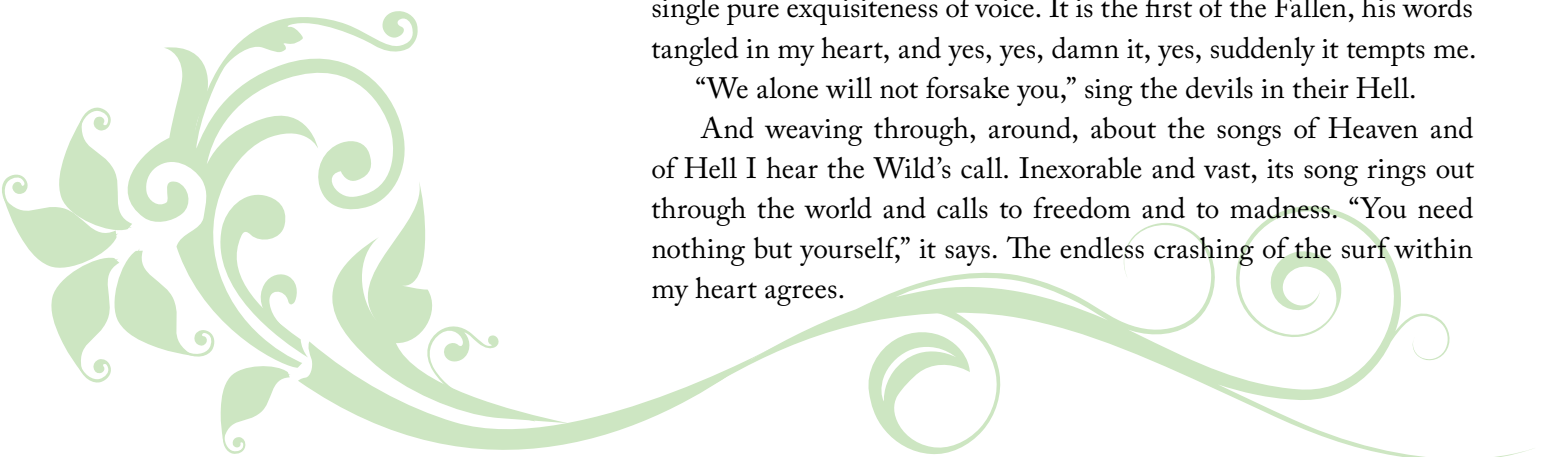 single pure exquisiteness of voice. It is the first of the Fallen, his words
tangled in my heart, and yes, yes, damn it, yes, suddenly it tempts me.
“We alone will not forsake you,” sing the devils in their Hell.
And weaving through, around, about the songs of Heaven and
of Hell I hear the Wild’s call. Inexorable and vast, its song rings out
through the world and calls to freedom and to madness. “You need
nothing but yourself,” it says. The endless crashing of the surf within
my heart agrees.